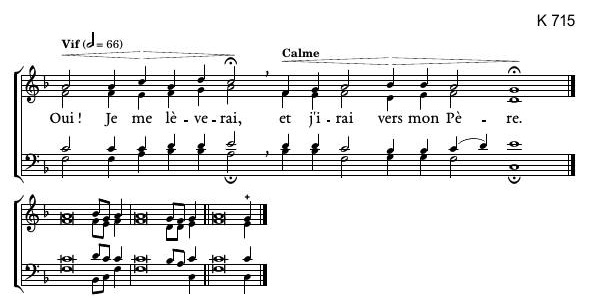 K 715
Vif (𝅗𝅥 = 66)
Calme
Oui ! Je me lè - ve - rai, et j'i - rai vers mon Pè - re.